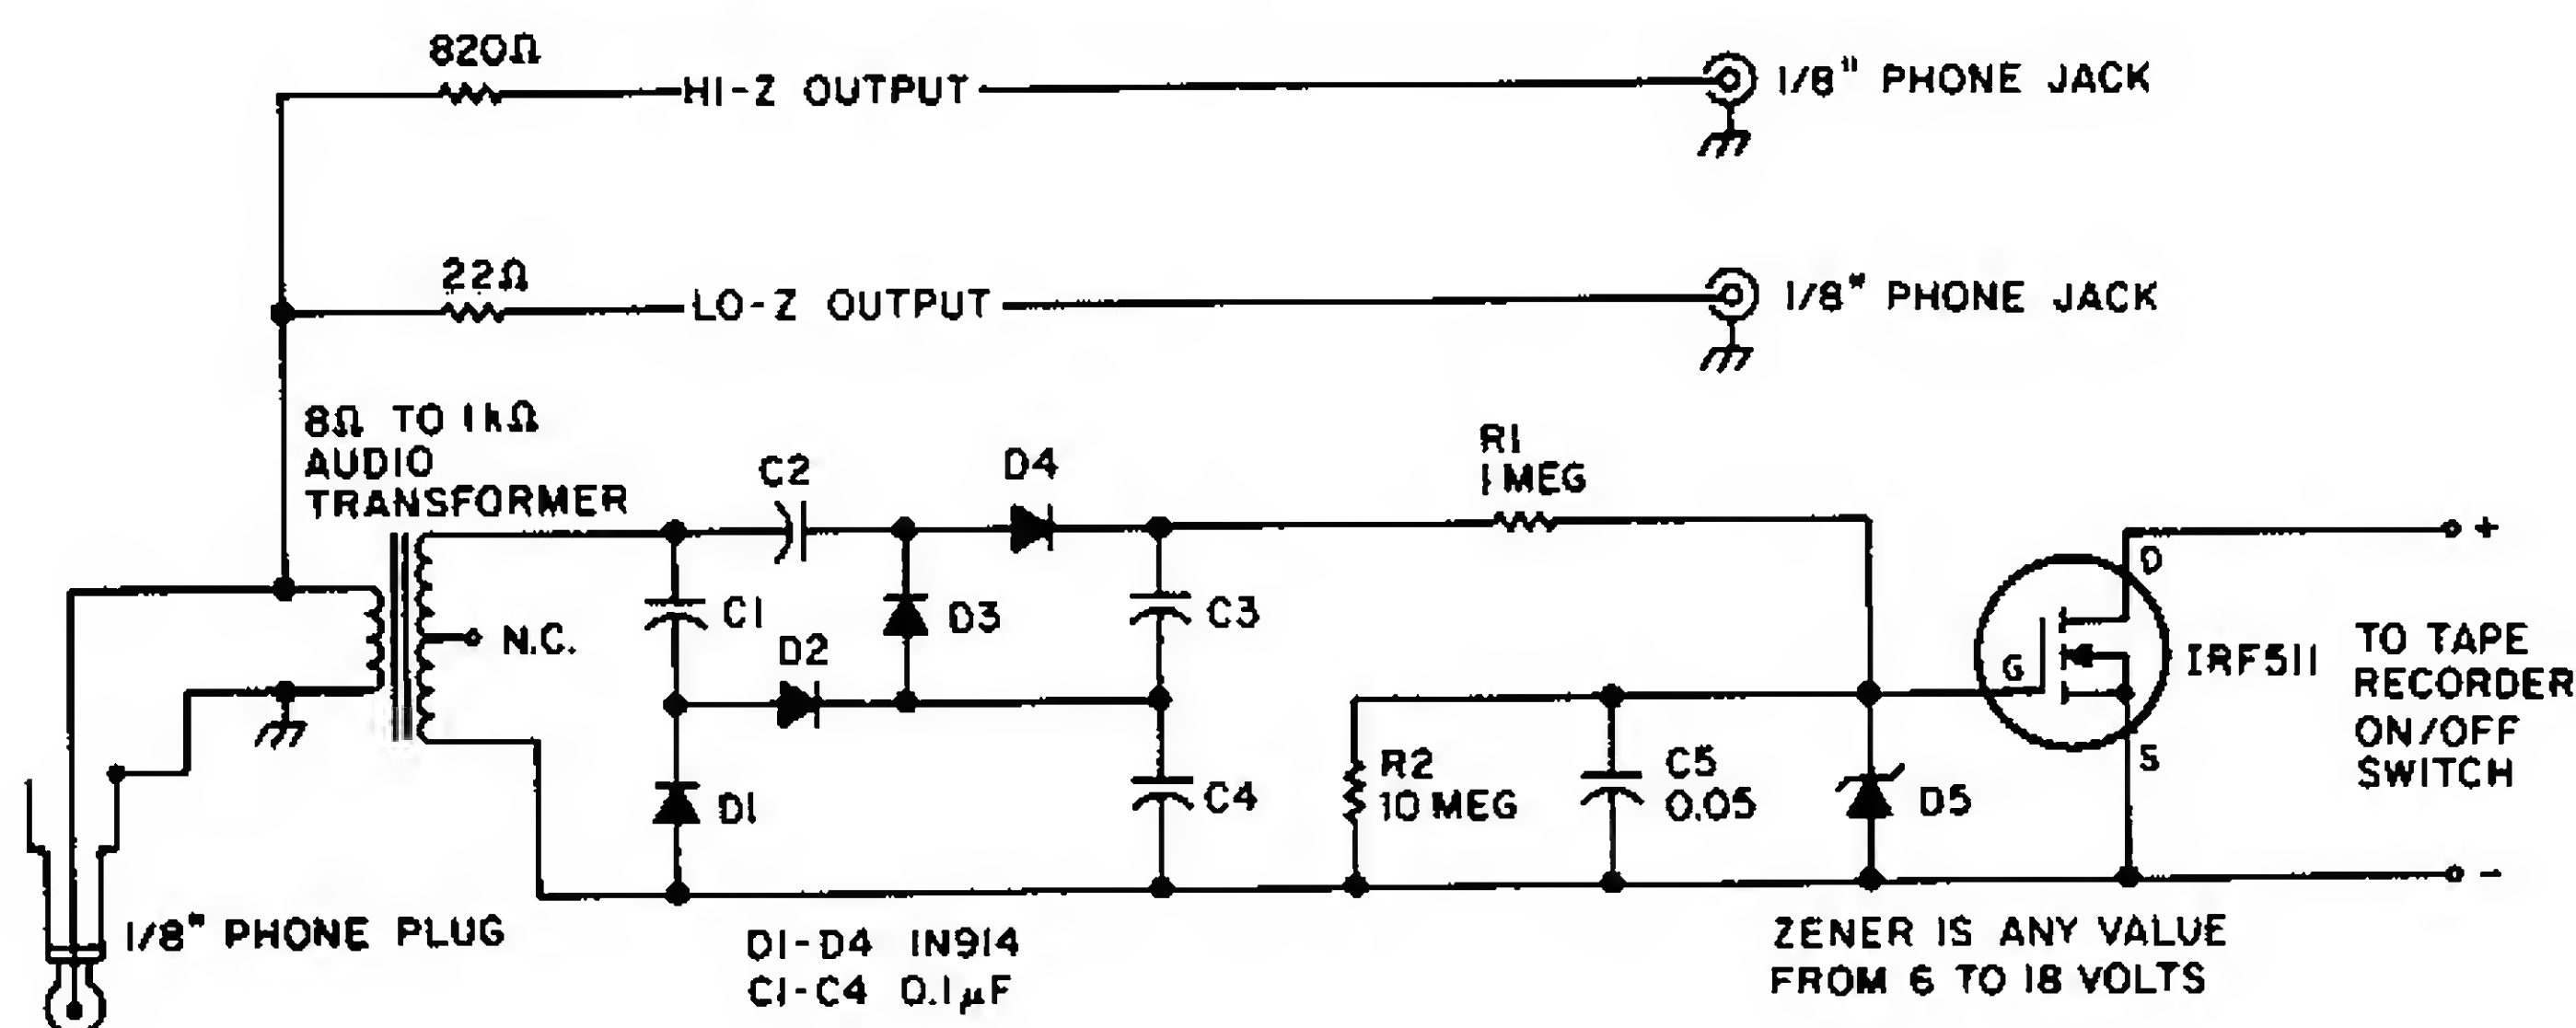 820Ω
HI-Z OUTPUT
1/8" PHONE JACK
22Ω
LO-Z OUTPUT
1/8" PHONE JACK
8Ω TO 1kΩ
AUDIO
TRANSFORMER
C2
D4
R1
1 MEG
N.C.
C1
D2
D3
C3
D
G
S
IRF511
+
TO TAPE
RECORDER
ON/OFF
SWITCH
-
D1
C4
R2
10 MEG
C5
0.05
D5
1/8" PHONE PLUG
D1-D4 1N914
C1-C4 0.1μF
ZENER IS ANY VALUE
FROM 6 TO 18 VOLTS